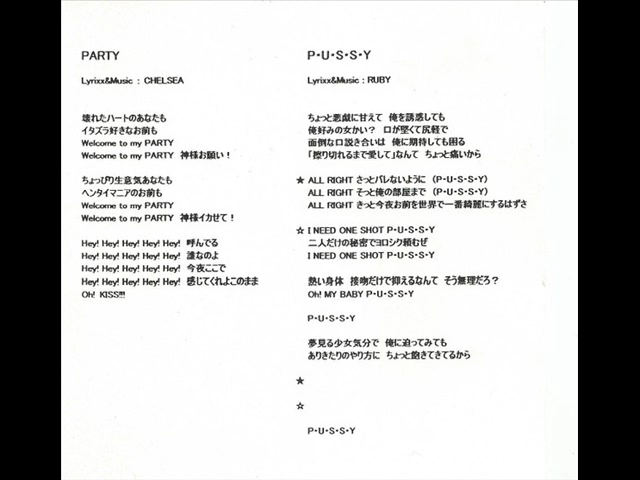 PARTY
Lyrixx&Music : CHELSEA
壊れたハートのあなたも
イタズラ好きなお前も
Welcome to my PARTY
Welcome to my PARTY 神様お願い！
ちょっぴり生意気あなたも
ヘンタイマニアのお前も
Welcome to my PARTY
Welcome to my PARTY 神様イカせて！
Hey! Hey! Hey! Hey! Hey! 呼んでる
Hey! Hey! Hey! Hey! Hey! 誰なのよ
Hey! Hey! Hey! Hey! Hey! 今夜ここで
Hey! Hey! Hey! Hey! Hey! 感じてくれよこのまま
Oh! KISS!!!
P・U・S・S・Y
Lyrixx&Music : RUBY
ちょっと悪戯に甘えて 俺を誘惑しても
俺好みの女かい？ 口が堅くて尻軽で
面倒な口説き合いは 俺に期待しても困る
「擦り切れるまで愛して」なんて ちょっと痛いから
★ ALL RIGHT さっとバレないように （P・U・S・S・Y）
ALL RIGHT そっと俺の部屋まで （P・U・S・S・Y）
ALL RIGHT きっと今夜お前を世界で一番綺麗にするはずさ
☆ I NEED ONE SHOT P・U・S・S・Y
二人だけの秘密でヨロシク頼むぜ
I NEED ONE SHOT P・U・S・S・Y
熱い身体 接吻だけで抑えるなんて そう無理だろ？
Oh! MY BABY P・U・S・S・Y
P・U・S・S・Y
夢見る少女気分で 俺に迫ってみても
ありきたりのやり方に ちょっと飽きてきてるから
★
☆
P・U・S・S・Y